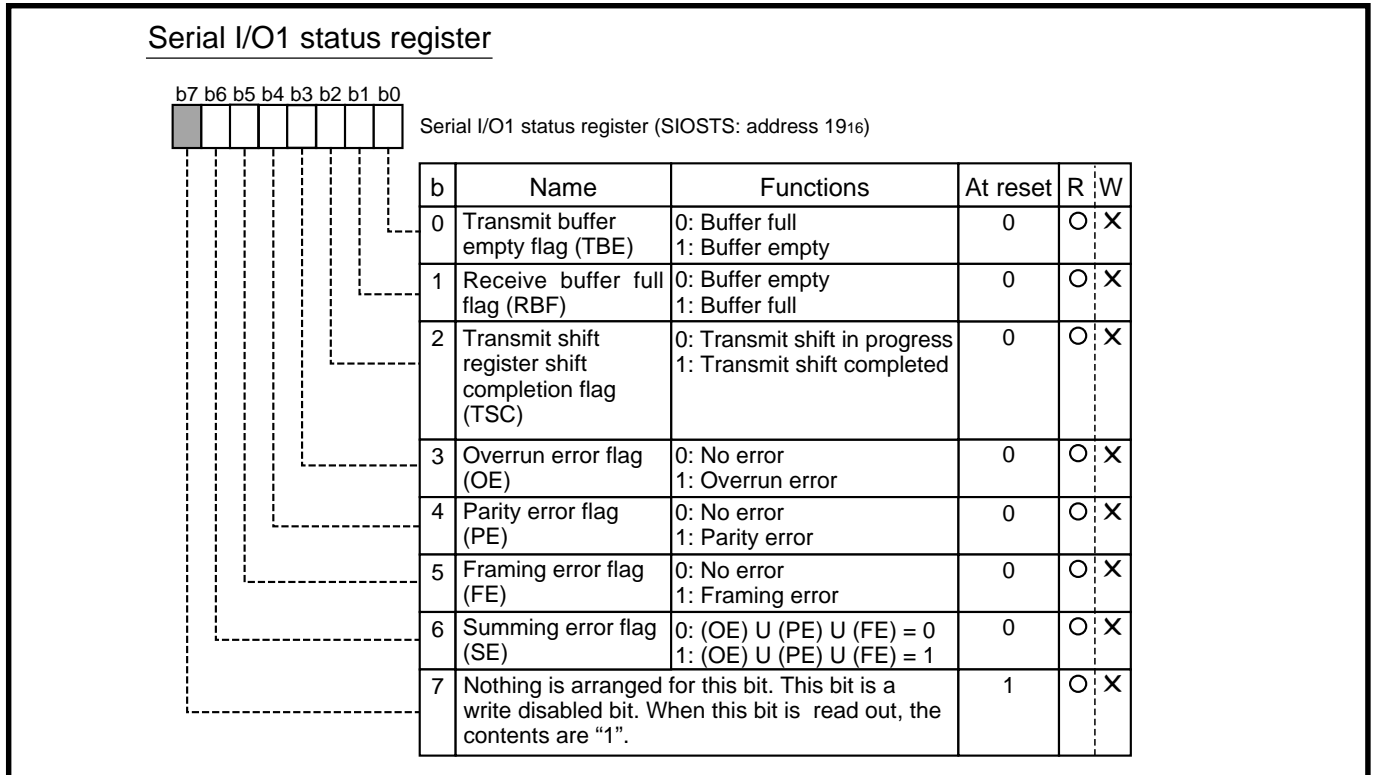 Serial I/O1 status register
b7 b6 b5 b4 b3 b2 b1 b0
Serial I/O1 status register (SIOSTS: address 19₁₆)
b Name Functions At reset R W
0 Transmit buffer empty flag (TBE) 0: Buffer full 0 O X
1: Buffer empty
1 Receive buffer full flag (RBF) 0: Buffer empty 0 O X
1: Buffer full
2 Transmit shift register shift completion flag (TSC) 0: Transmit shift in progress 0 O X
1: Transmit shift completed
3 Overrun error flag (OE) 0: No error 0 O X
1: Overrun error
4 Parity error flag (PE) 0: No error 0 O X
1: Parity error
5 Framing error flag (FE) 0: No error 0 O X
1: Framing error
6 Summing error flag (SE) 0: (OE) U (PE) U (FE) = 0 0 O X
1: (OE) U (PE) U (FE) = 1
7 Nothing is arranged for this bit. This bit is a 1 O X
write disabled bit. When this bit is read out, the
contents are “1”.